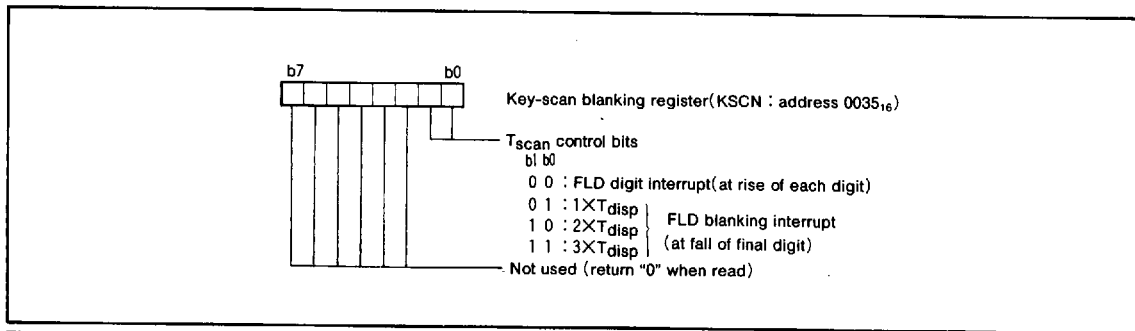 b7 b0
Key-scan blanking register(KSCN : address 0035₁₆)
Tscan control bits
b1 b0
0 0 : FLD digit interrupt(at rise of each digit)
0 1 : 1×Tdisp
1 0 : 2×Tdisp
1 1 : 3×Tdisp
FLD blanking interrupt
(at fall of final digit)
Not used (return "0" when read)